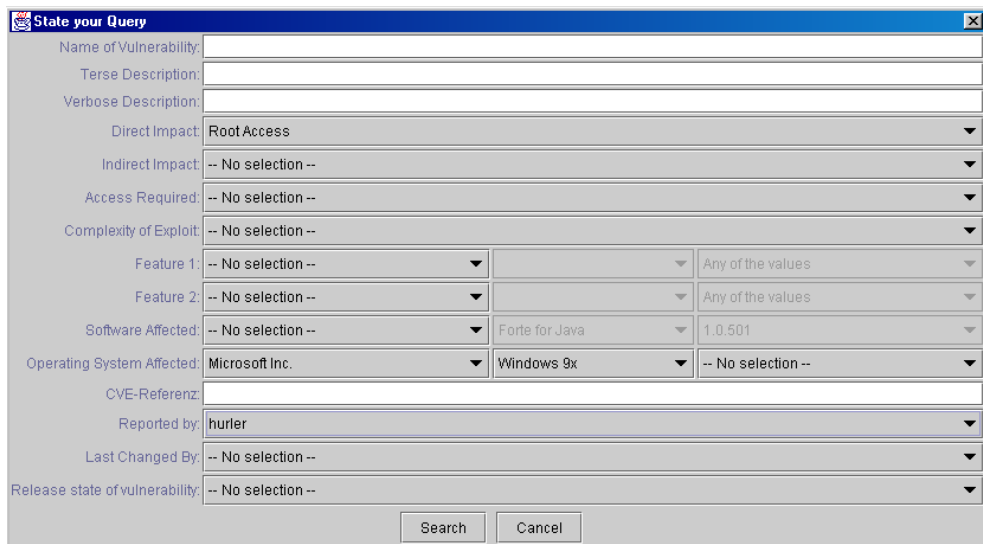 State your Query
Name of Vulnerability:
Terse Description:
Verbose Description:
Direct Impact: Root Access
Indirect Impact: -- No selection --
Access Required: -- No selection --
Complexity of Exploit: -- No selection --
Feature 1: -- No selection -- Any of the values
Feature 2: -- No selection -- Any of the values
Software Affected: -- No selection -- Forte for Java 1.0.501
Operating System Affected: Microsoft Inc. Windows 9x -- No selection --
CVE-Referenz:
Reported by: hurler
Last Changed By: -- No selection --
Release state of vulnerability: -- No selection --
Search Cancel